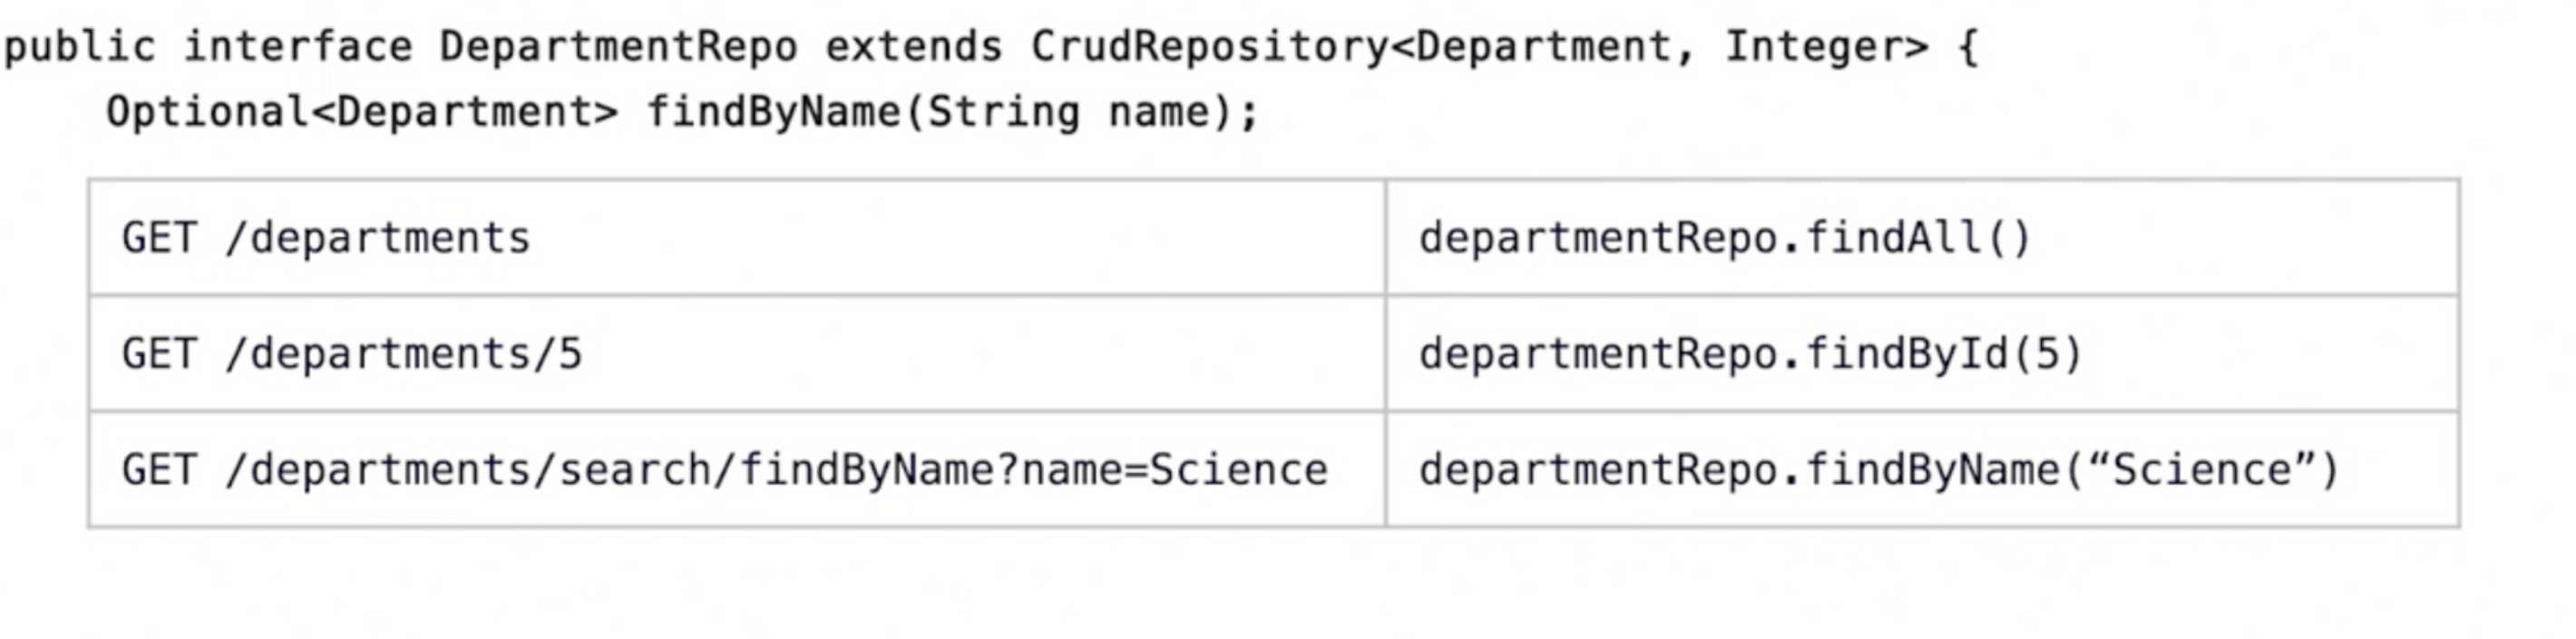 public interface DepartmentRepo extends CrudRepository<Department, Integer> {
Optional<Department> findByName(String name);
GET /departments
departmentRepo.findAll()
GET /departments/5
departmentRepo.findById(5)
GET /departments/search/findByName?name=Science
departmentRepo.findByName(“Science”)